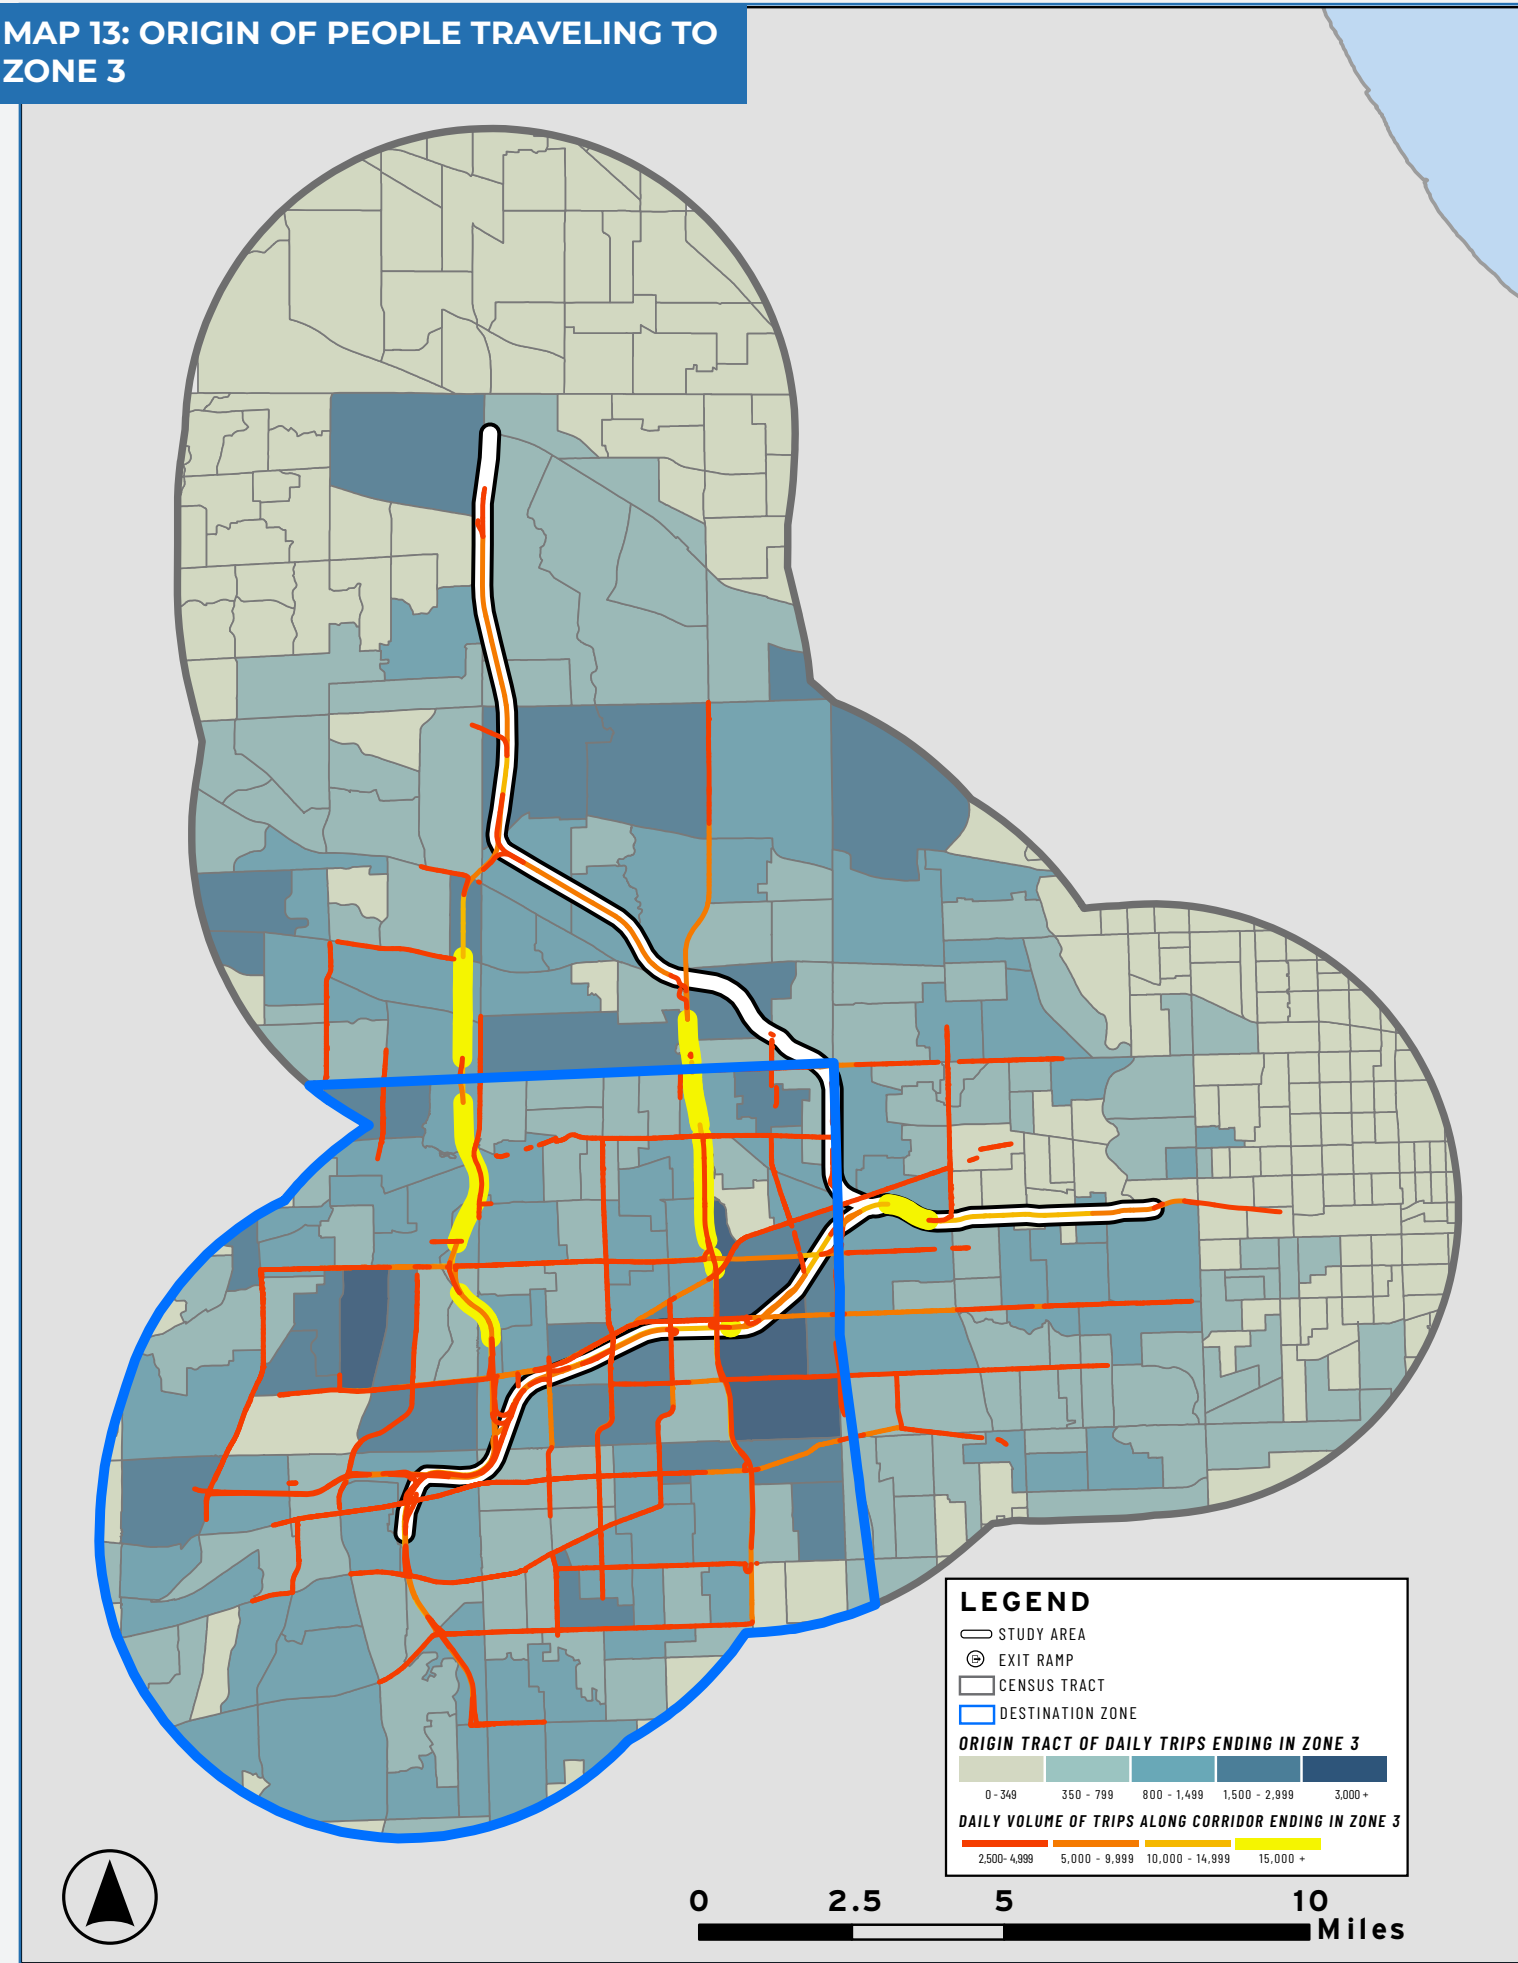 MAP 13: ORIGIN OF PEOPLE TRAVELING TO
ZONE 3
LEGEND
STUDY AREA
EXIT RAMP
CENSUS TRACT
DESTINATION ZONE
ORIGIN TRACT OF DAILY TRIPS ENDING IN ZONE 3
0 - 349 350 - 799 800 - 1,499 1,500 - 2,999 3,000 +
DAILY VOLUME OF TRIPS ALONG CORRIDOR ENDING IN ZONE 3
2,500- 4,999 5,000 - 9,999 10,000 - 14,999 15,000 +
0 2.5 5 10
Miles